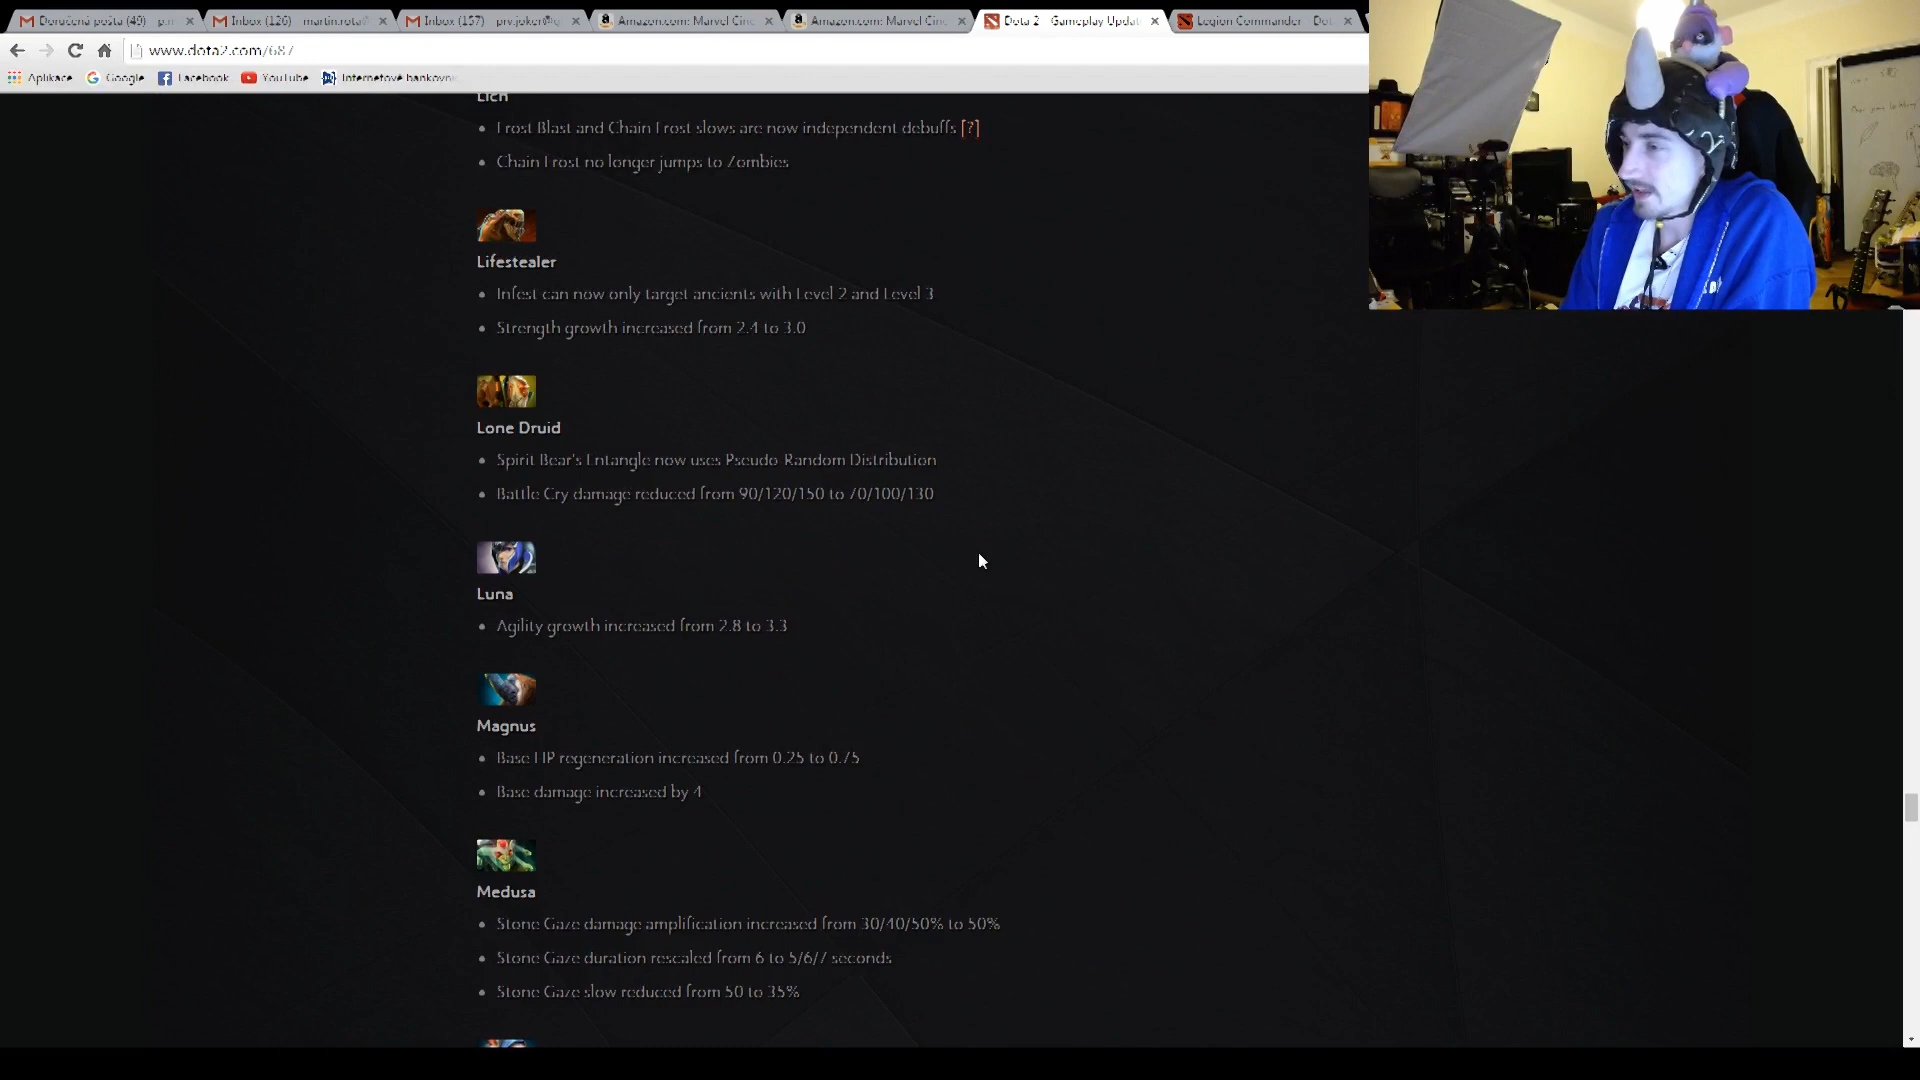 Doručená pošta (49)
Inbox (126)
Inbox (157)
Amazon.com: Marvel Cin
Amazon.com: Marvel Cin
Dota 2 Gameplay Updat
Legion Commander Dot
www.dota2.com/687
Aplikace Google Facebook YouTube Internetové bankovn
Lich
Frost Blast and Chain Frost slows are now independent debuffs [?]
Chain Frost no longer jumps to Zombies
Lifestealer
Infest can now only target ancients with Level 2 and Level 3
Strength growth increased from 2.4 to 3.0
Lone Druid
Spirit Bear's Entangle now uses Pseudo Random Distribution
Battle Cry damage reduced from 90/120/150 to 70/100/130
Luna
Agility growth increased from 2.8 to 3.3
Magnus
Base HP regeneration increased from 0.25 to 0.75
Base damage increased by 4
Medusa
Stone Gaze damage amplification increased from 30/40/50% to 50%
Stone Gaze duration rescaled from 6 to 5/6/7 seconds
Stone Gaze slow reduced from 50 to 35%